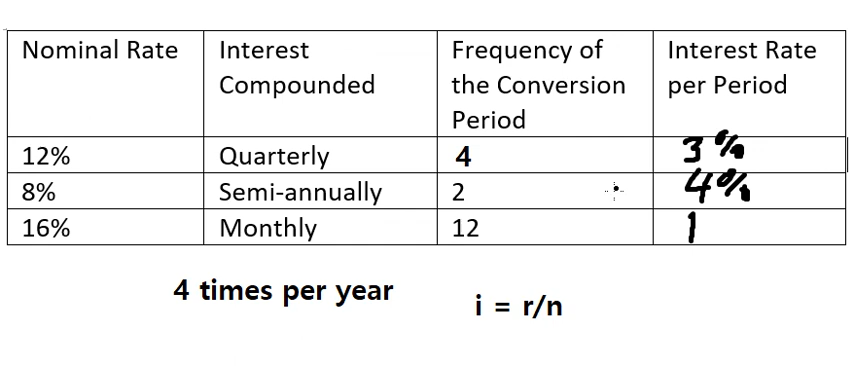 Nominal Rate
Interest
Compounded
Frequency of
the Conversion
Period
Interest Rate
per Period
12%
Quarterly
4
3%
8%
Semi-annually
2
4%
16%
Monthly
12
1
4 times per year
i = r/n